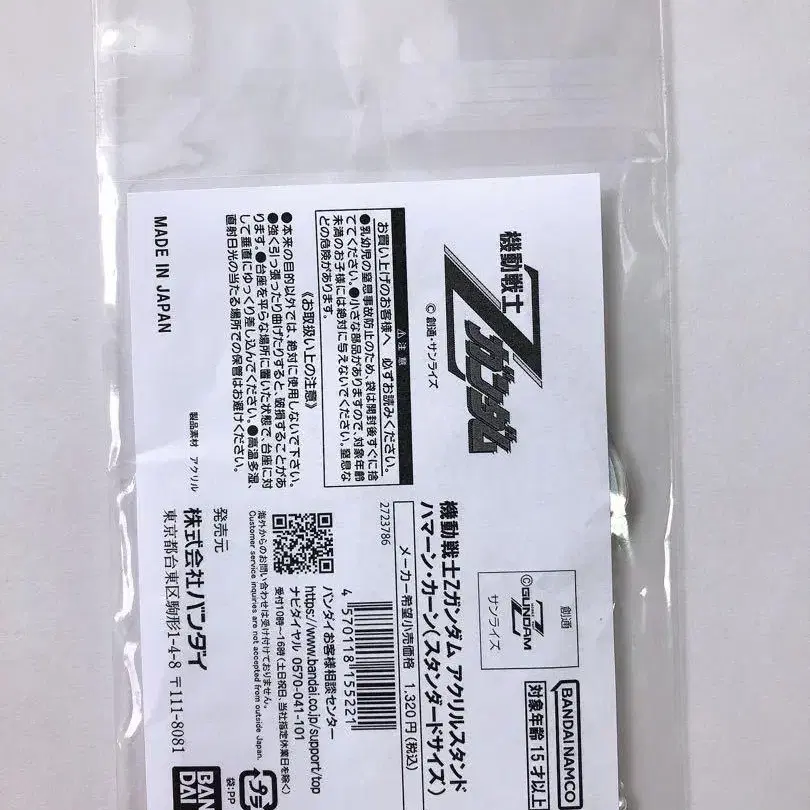 機動戦士
Z
ガンダム
©創通・サンライズ
⚠注意
お買い上げのお客様へ 必ずお読みください。
●乳幼児の窒息事故防止のため、袋は開封後すぐに捨
ててください。●小さな部品がありますので、対象年齢
未満のお子様には絶対に与えないでください。窒息な
どの危険があります。
《お取扱い上の注意》
●本来の目的以外では、絶対に使用しないで下さい。
●強く引っ張ったり曲げたりすると、破損することがあ
ります。●台座を平らな場所に置いた状態で、台座に対
して垂直にゆっくり差し込んでください。●高温多湿、
直射日光の当たる場所での保管はお避けください。
製品素材 アクリル
MADE IN JAPAN
創通
©GUNDAM
Z
サンライズ
BANDAI NAMCO
対象年齢 15才以上
機動戦士Zガンダム アクリルスタンド
ハマーン・カーン(スタンダードサイズ)
メーカー希望小売価格 1,320円(税込)
2723786
4 570118 155221
バンダイお客様相談センター
https://www.bandai.co.jp/support/top
ナビダイヤル 0570-041-101
受付10時~16時(土日祝日、当社指定休業日を除く)
海外からのお問い合わせは受け付けておりません。
Customer service inquiries are not accepted from outside Japan.
発売元
株式会社バンダイ
東京都台東区駒形1-4-8 〒111-8081
BAN
DAI
プラ
袋:PP